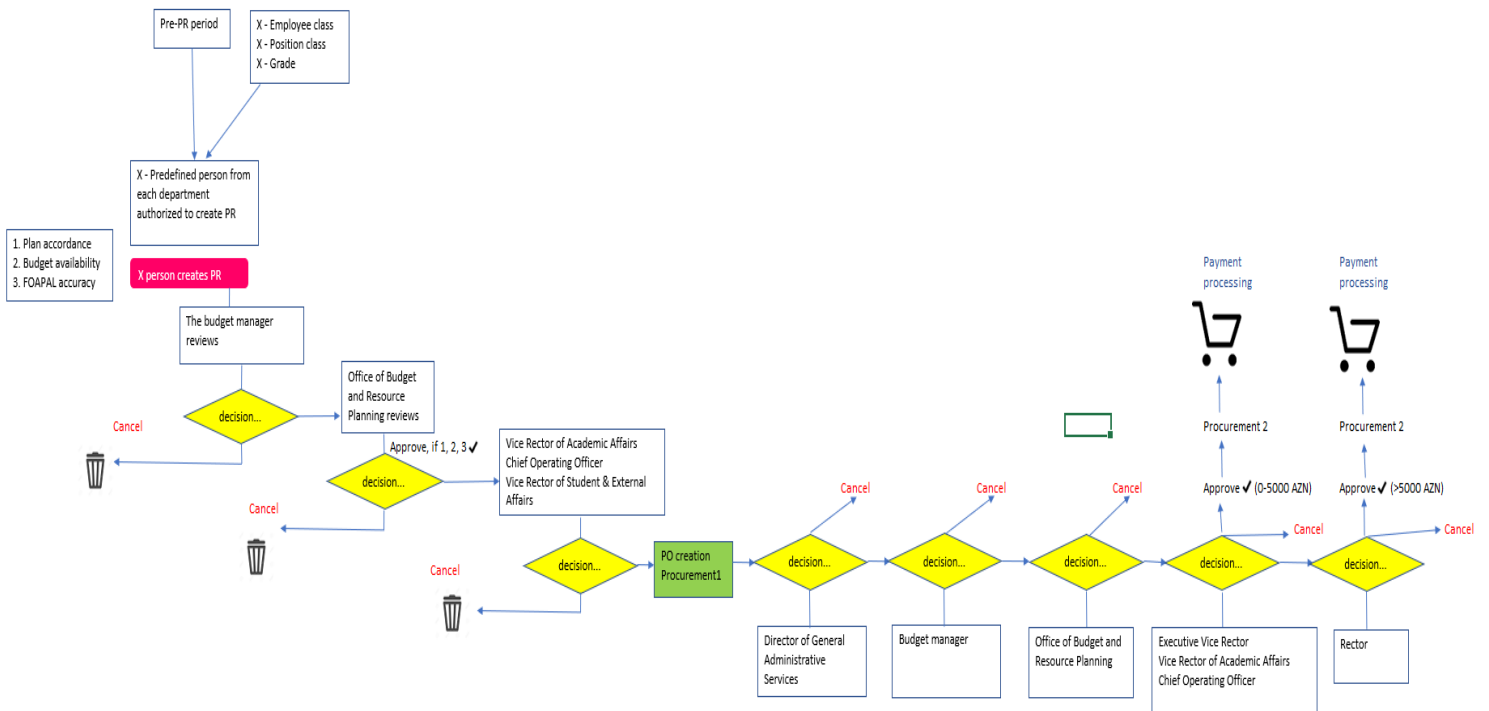 Pre-PR period
X - Employee class
X - Position class
X - Grade
X - Predefined person from
each department
authorized to create PR
1. Plan accordance
2. Budget availability
3. FOAPAL accuracy
X person creates PR
The budget manager
reviews
decision...
Cancel
Office of Budget
and Resource
Planning reviews
Approve, if 1, 2, 3 ✔
decision...
Cancel
Vice Rector of Academic Affairs
Chief Operating Officer
Vice Rector of Student & External
Affairs
decision...
Cancel
PO creation
Procurement1
decision...
Cancel
Director of General
Administrative
Services
decision...
Cancel
Budget manager
decision...
Cancel
Office of Budget and
Resource Planning
Payment
processing
Procurement 2
Approve ✔ (0-5000 AZN)
Cancel
decision...
Executive Vice Rector
Vice Rector of Academic Affairs
Chief Operating Officer
Payment
processing
Procurement 2
Approve ✔ (>5000 AZN)
Cancel
decision...
Rector